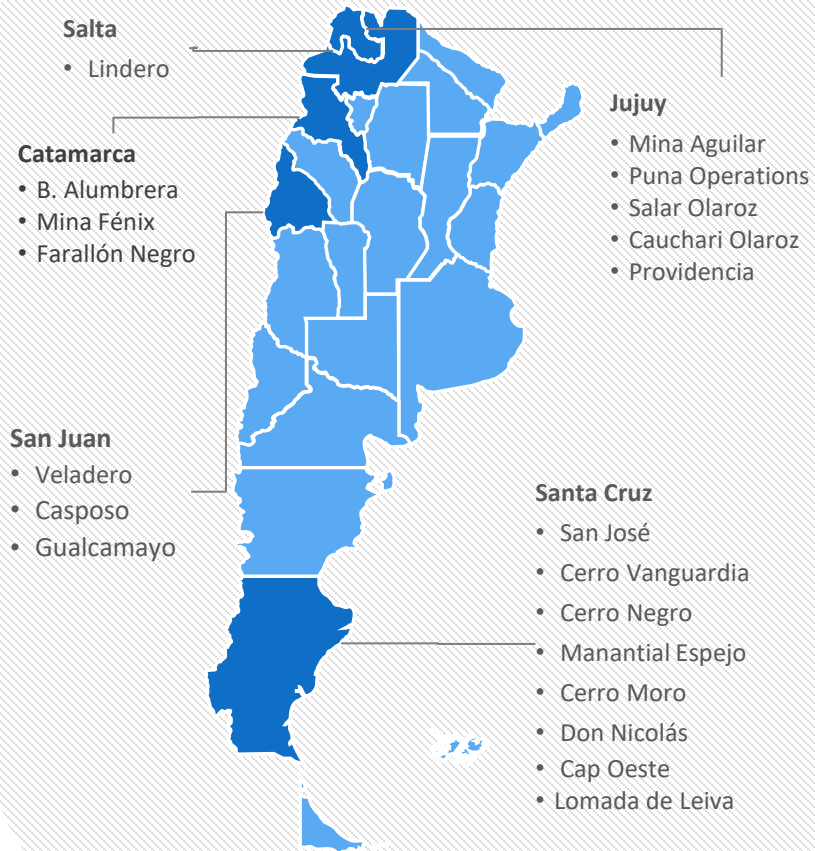 Salta
• Lindero
Jujuy
• Mina Aguilar
• Puna Operations
• Salar Olaroz
• Cauchari Olaroz
• Providencia
Catamarca
• B. Alumbrera
• Mina Fénix
• Farallón Negro
San Juan
• Veladero
• Casposo
• Gualcamayo
Santa Cruz
• San José
• Cerro Vanguardia
• Cerro Negro
• Manantial Espejo
• Cerro Moro
• Don Nicolás
• Cap Oeste
• Lomada de Leiva